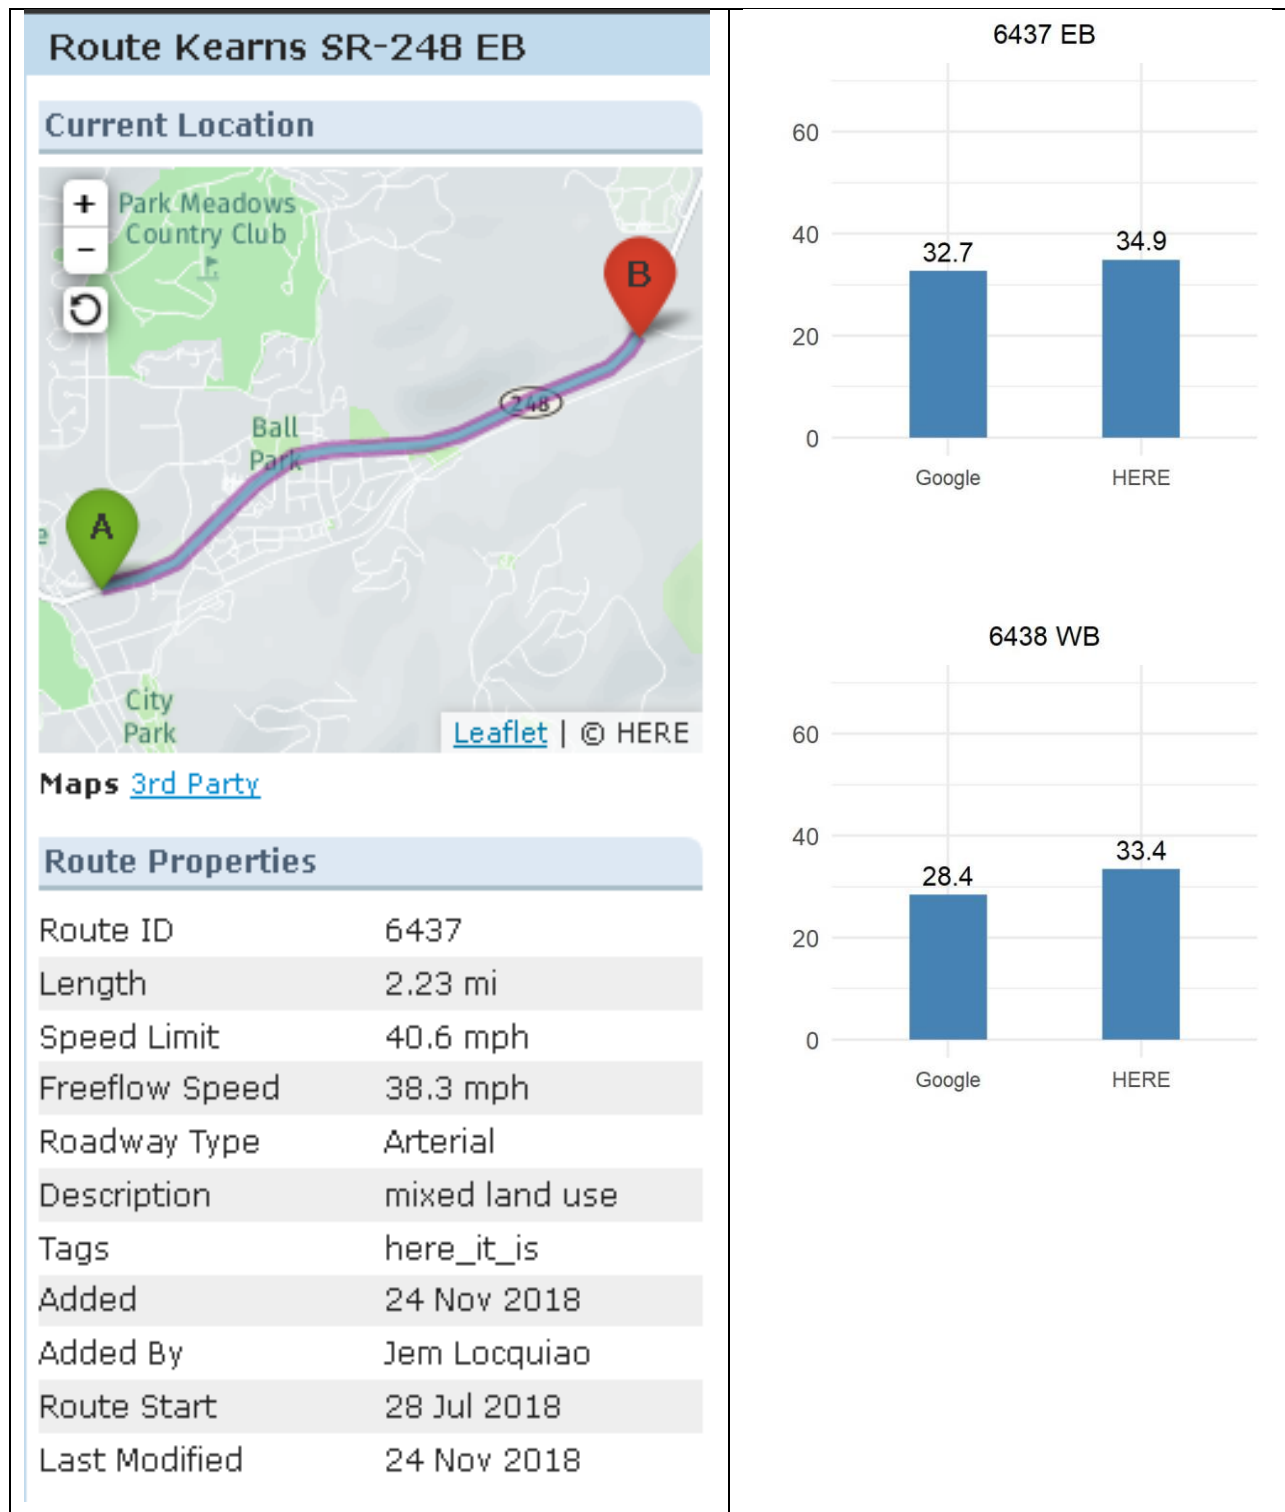 Route Kearns SR-248 EB
Current Location
+
−
Park Meadows
Country Club
B
248
Ball
Park
A
e
City
Park
Leaflet | © HERE
Maps 3rd Party
Route Properties
Route ID 6437
Length 2.23 mi
Speed Limit 40.6 mph
Freeflow Speed 38.3 mph
Roadway Type Arterial
Description mixed land use
Tags here_it_is
Added 24 Nov 2018
Added By Jem Locquiao
Route Start 28 Jul 2018
Last Modified 24 Nov 2018
6437 EB
60
40
20
0
32.7
34.9
Google
HERE
6438 WB
60
40
20
0
28.4
33.4
Google
HERE